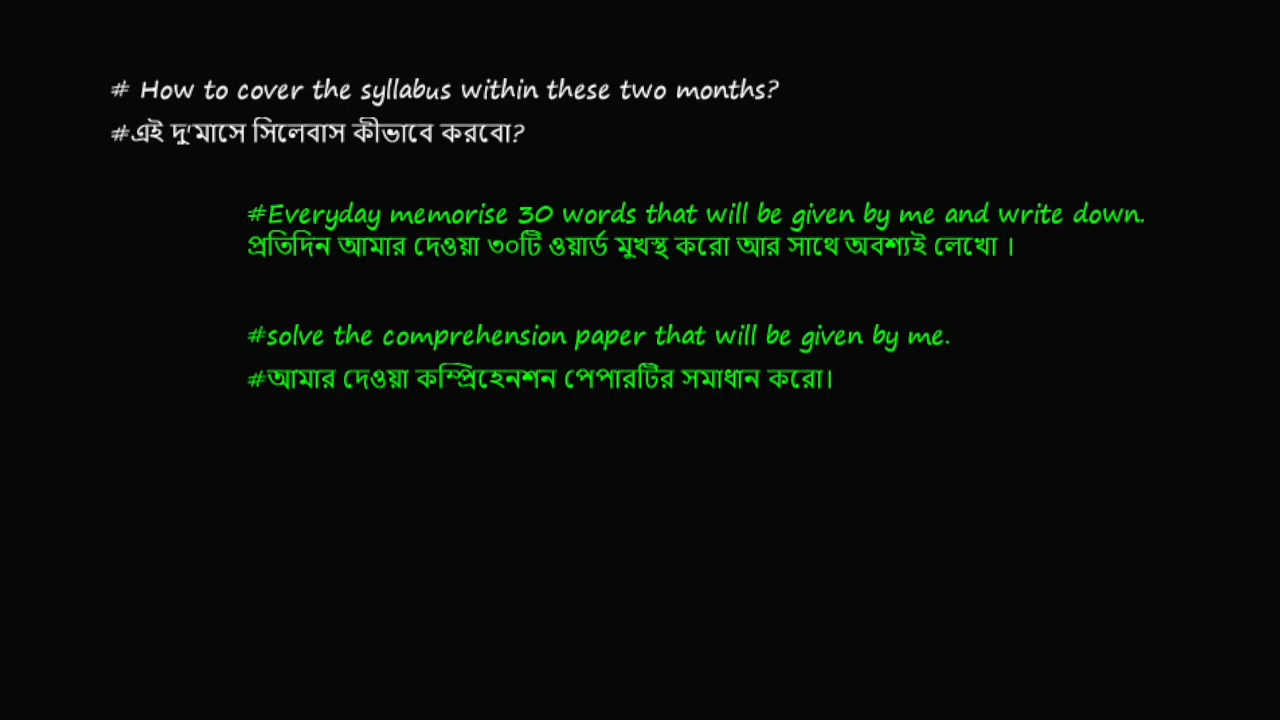 # How to cover the syllabus within these two months?
#এই দু'মাসে সিলেবাস কীভাবে করবো?
#Everyday memorise 30 words that will be given by me and write down.
প্রতিদিন আমার দেওয়া ৩০টি ওয়ার্ড মুখস্থ করো আর সাথে অবশ্যই লেখো ।
#solve the comprehension paper that will be given by me.
#আমার দেওয়া কম্প্রিহেনশন পেপারটির সমাধান করো।